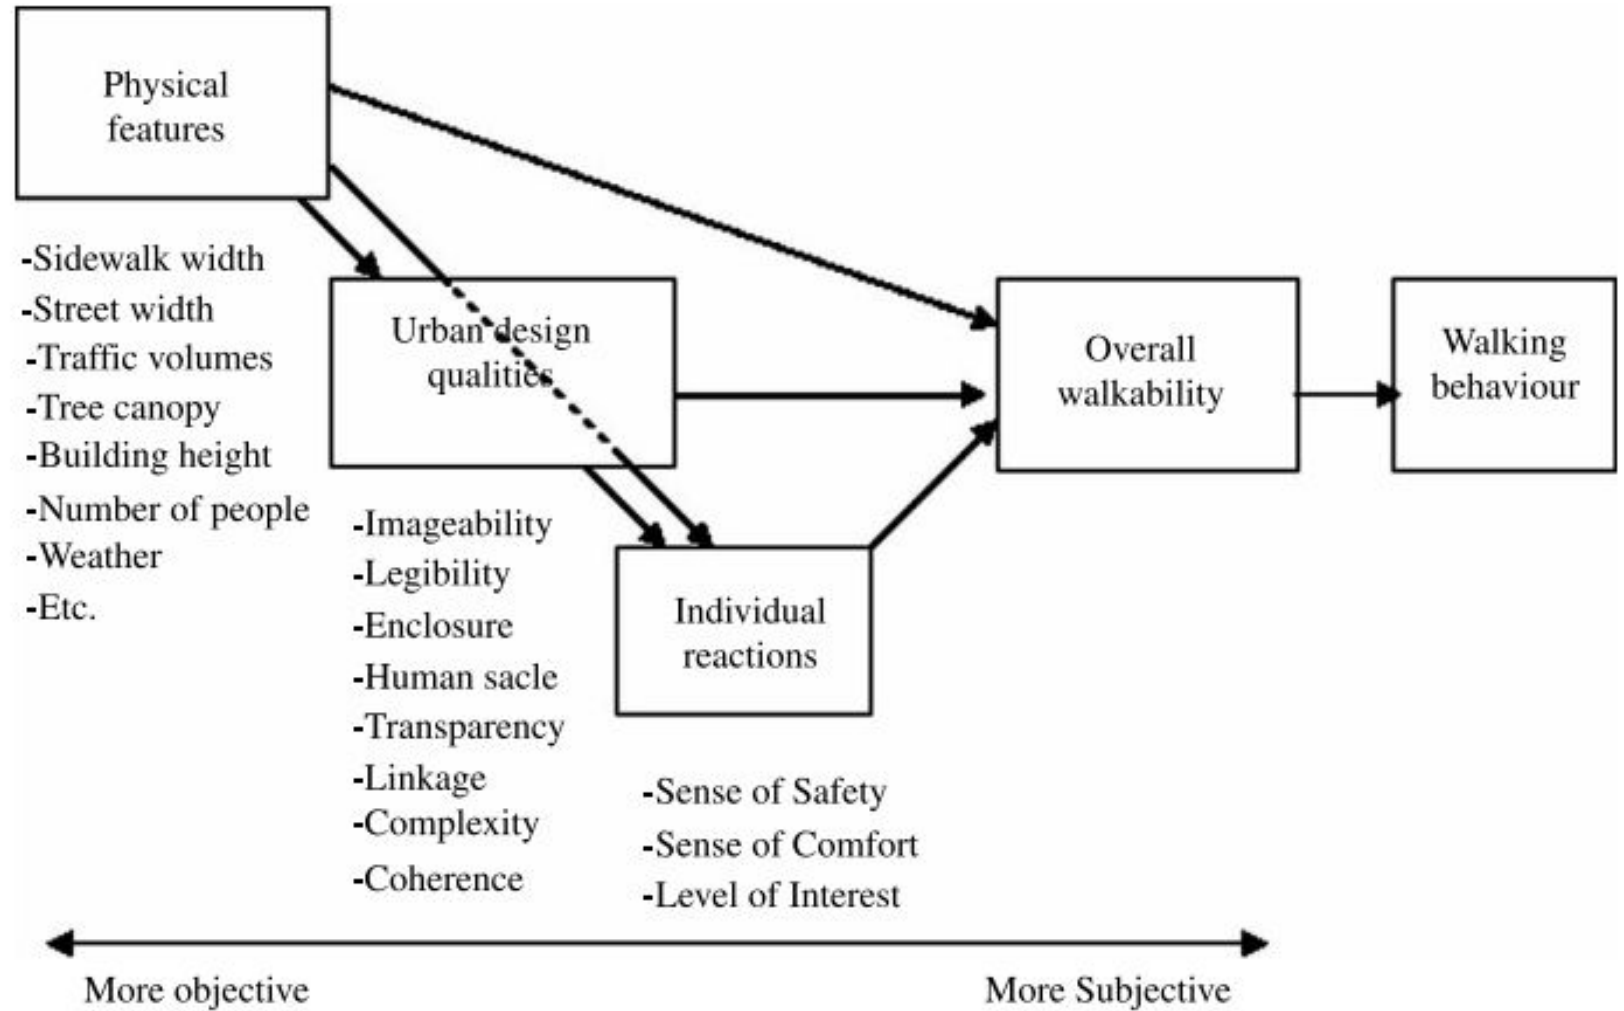 Physical
features
-Sidewalk width
-Street width
-Traffic volumes
-Tree canopy
-Building height
-Number of people
-Weather
-Etc.
Urban design
qualities
-Imageability
-Legibility
-Enclosure
-Human sacle
-Transparency
-Linkage
-Complexity
-Coherence
Individual
reactions
-Sense of Safety
-Sense of Comfort
-Level of Interest
Overall
walkability
Walking
behaviour
More objective
More Subjective